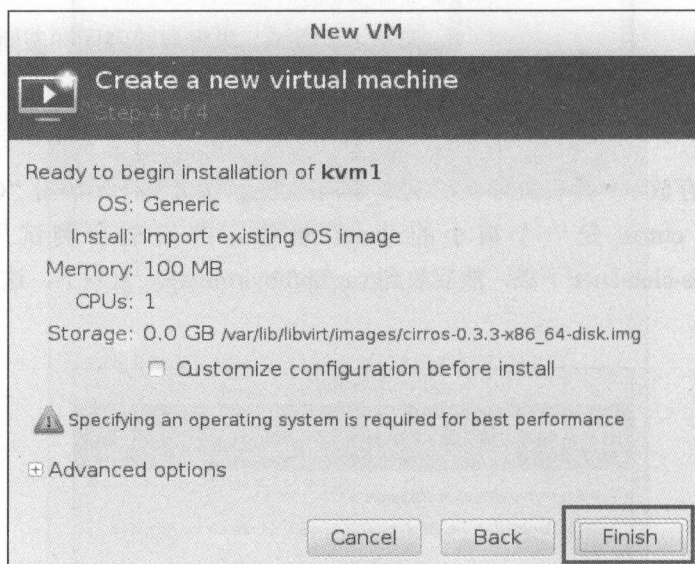 New VM
Create a new virtual machine
Step 4 of 4
Ready to begin installation of kvm1
OS: Generic
Install: Import existing OS image
Memory: 100 MB
CPUs: 1
Storage: 0.0 GB /var/lib/libvirt/images/cirros-0.3.3-x86_64-disk.img
Customize configuration before install
Specifying an operating system is required for best performance
Advanced options
Cancel
Back
Finish